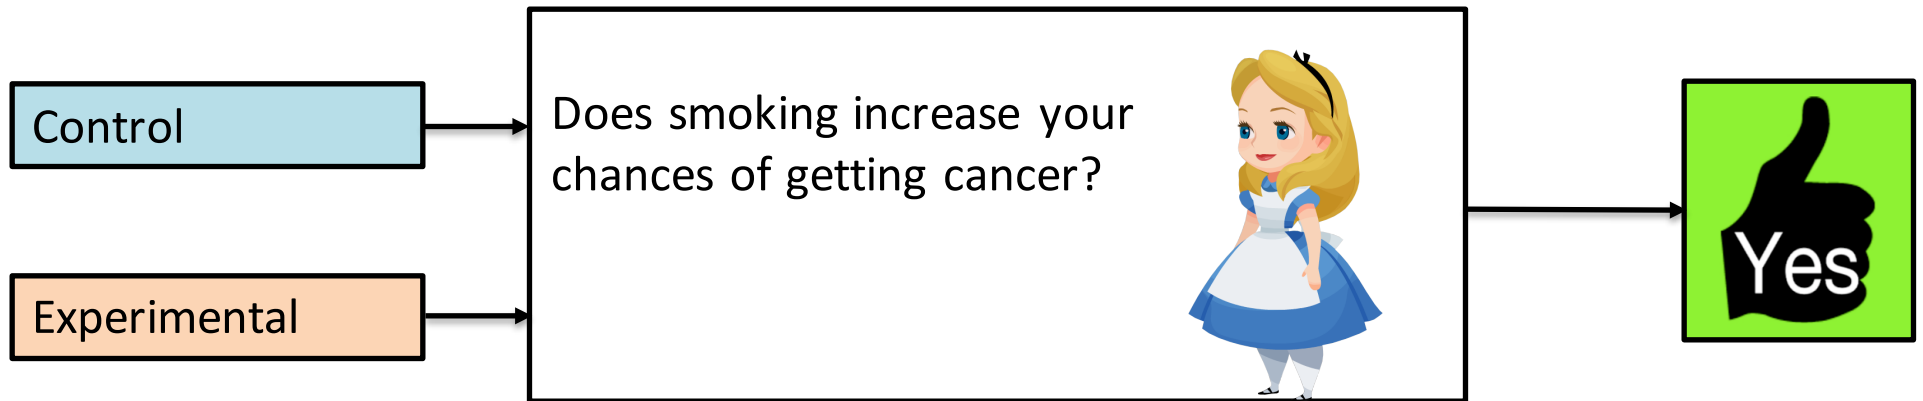 Control
Experimental
Does smoking increase your
chances of getting cancer?
Yes